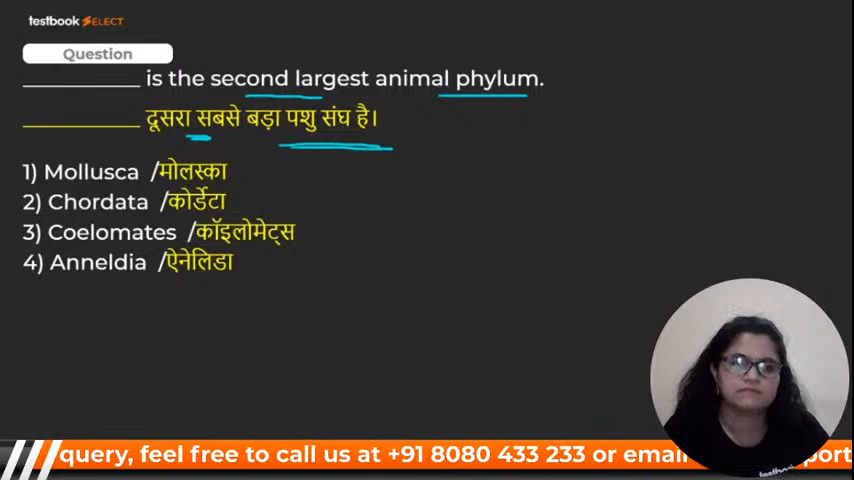 testbook SELECT
Question
__________ is the second largest animal phylum.
__________ दूसरा सबसे बड़ा पशु संघ है।
1) Mollusca /मोलस्का
2) Chordata /कोर्डेटा
3) Coelomates /कॉइलोमेट्स
4) Anneldia /ऐनेलिडा
testbook
query, feel free to call us at +91 8080 433 233 or email port